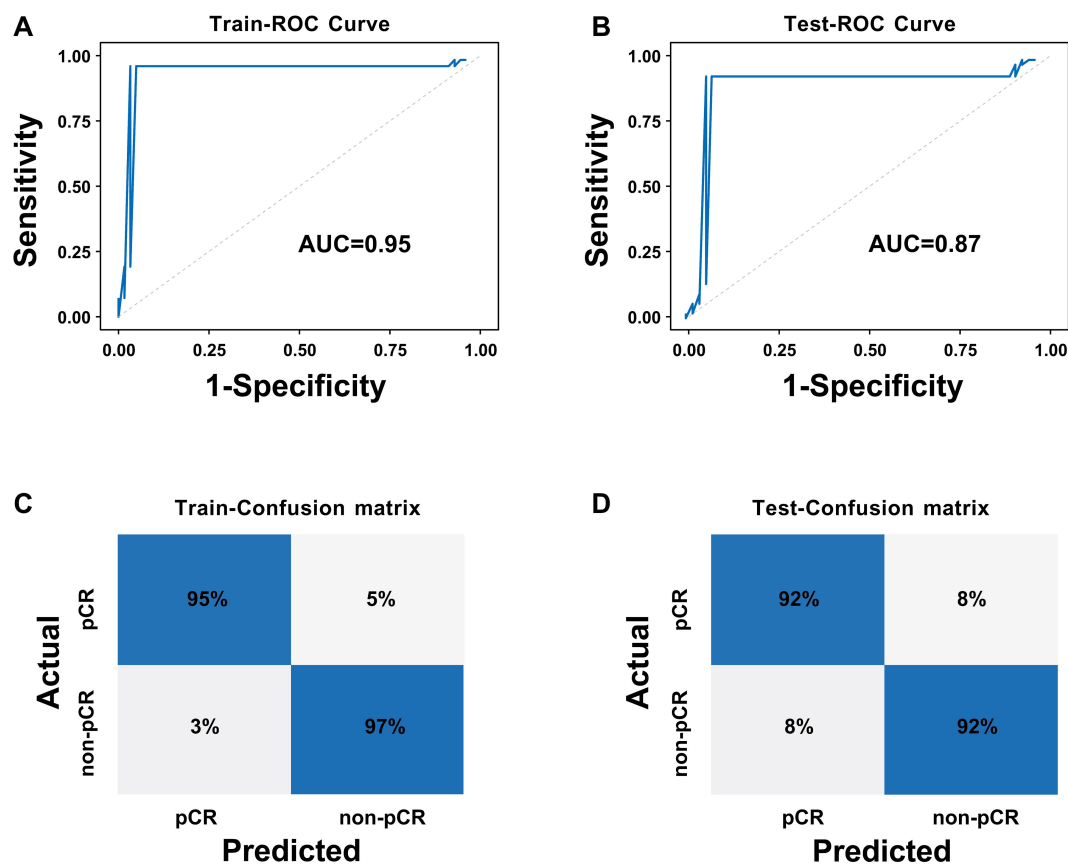 A
Train-ROC Curve
1.00
0.75
0.50
0.25
0.00
Sensitivity
AUC=0.95
0.00 0.25 0.50 0.75 1.00
1-Specificity
B
Test-ROC Curve
1.00
0.75
0.50
0.25
0.00
Sensitivity
AUC=0.87
0.00 0.25 0.50 0.75 1.00
1-Specificity
C
Train-Confusion matrix
Actual
pCR
95% 5%
non-pCR
3% 97%
pCR non-pCR
Predicted
D
Test-Confusion matrix
Actual
pCR
92% 8%
non-pCR
8% 92%
pCR non-pCR
Predicted